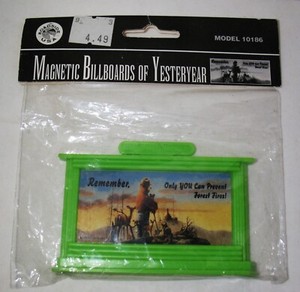 MODEL 10186
4.49
MAGNETIC BILLBOARDS OF YESTERYEAR
Remember,
Only YOU Can Prevent
Forest Fires!